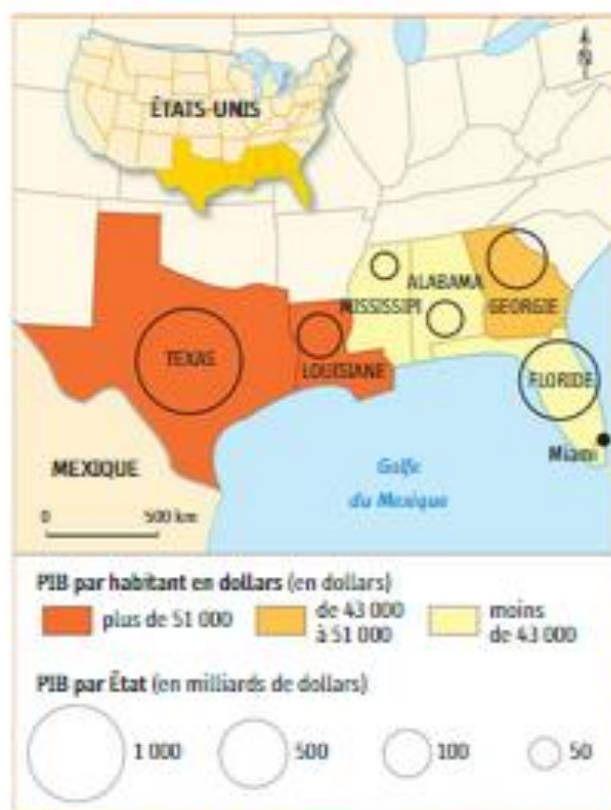 A
N
I
ÉTATS-UNIS
ALABAMA
MISSISSIPI
GEORGIE
TEXAS
LOUISIANE
FLORIDE
Miami
MEXIQUE
Golfe
du Mexique
0 500 km
PIB par habitant en dollars (en dollars)
plus de 51 000
de 43 000
à 51 000
moins
de 43 000
PIB par État (en milliards de dollars)
1 000
500
100
50